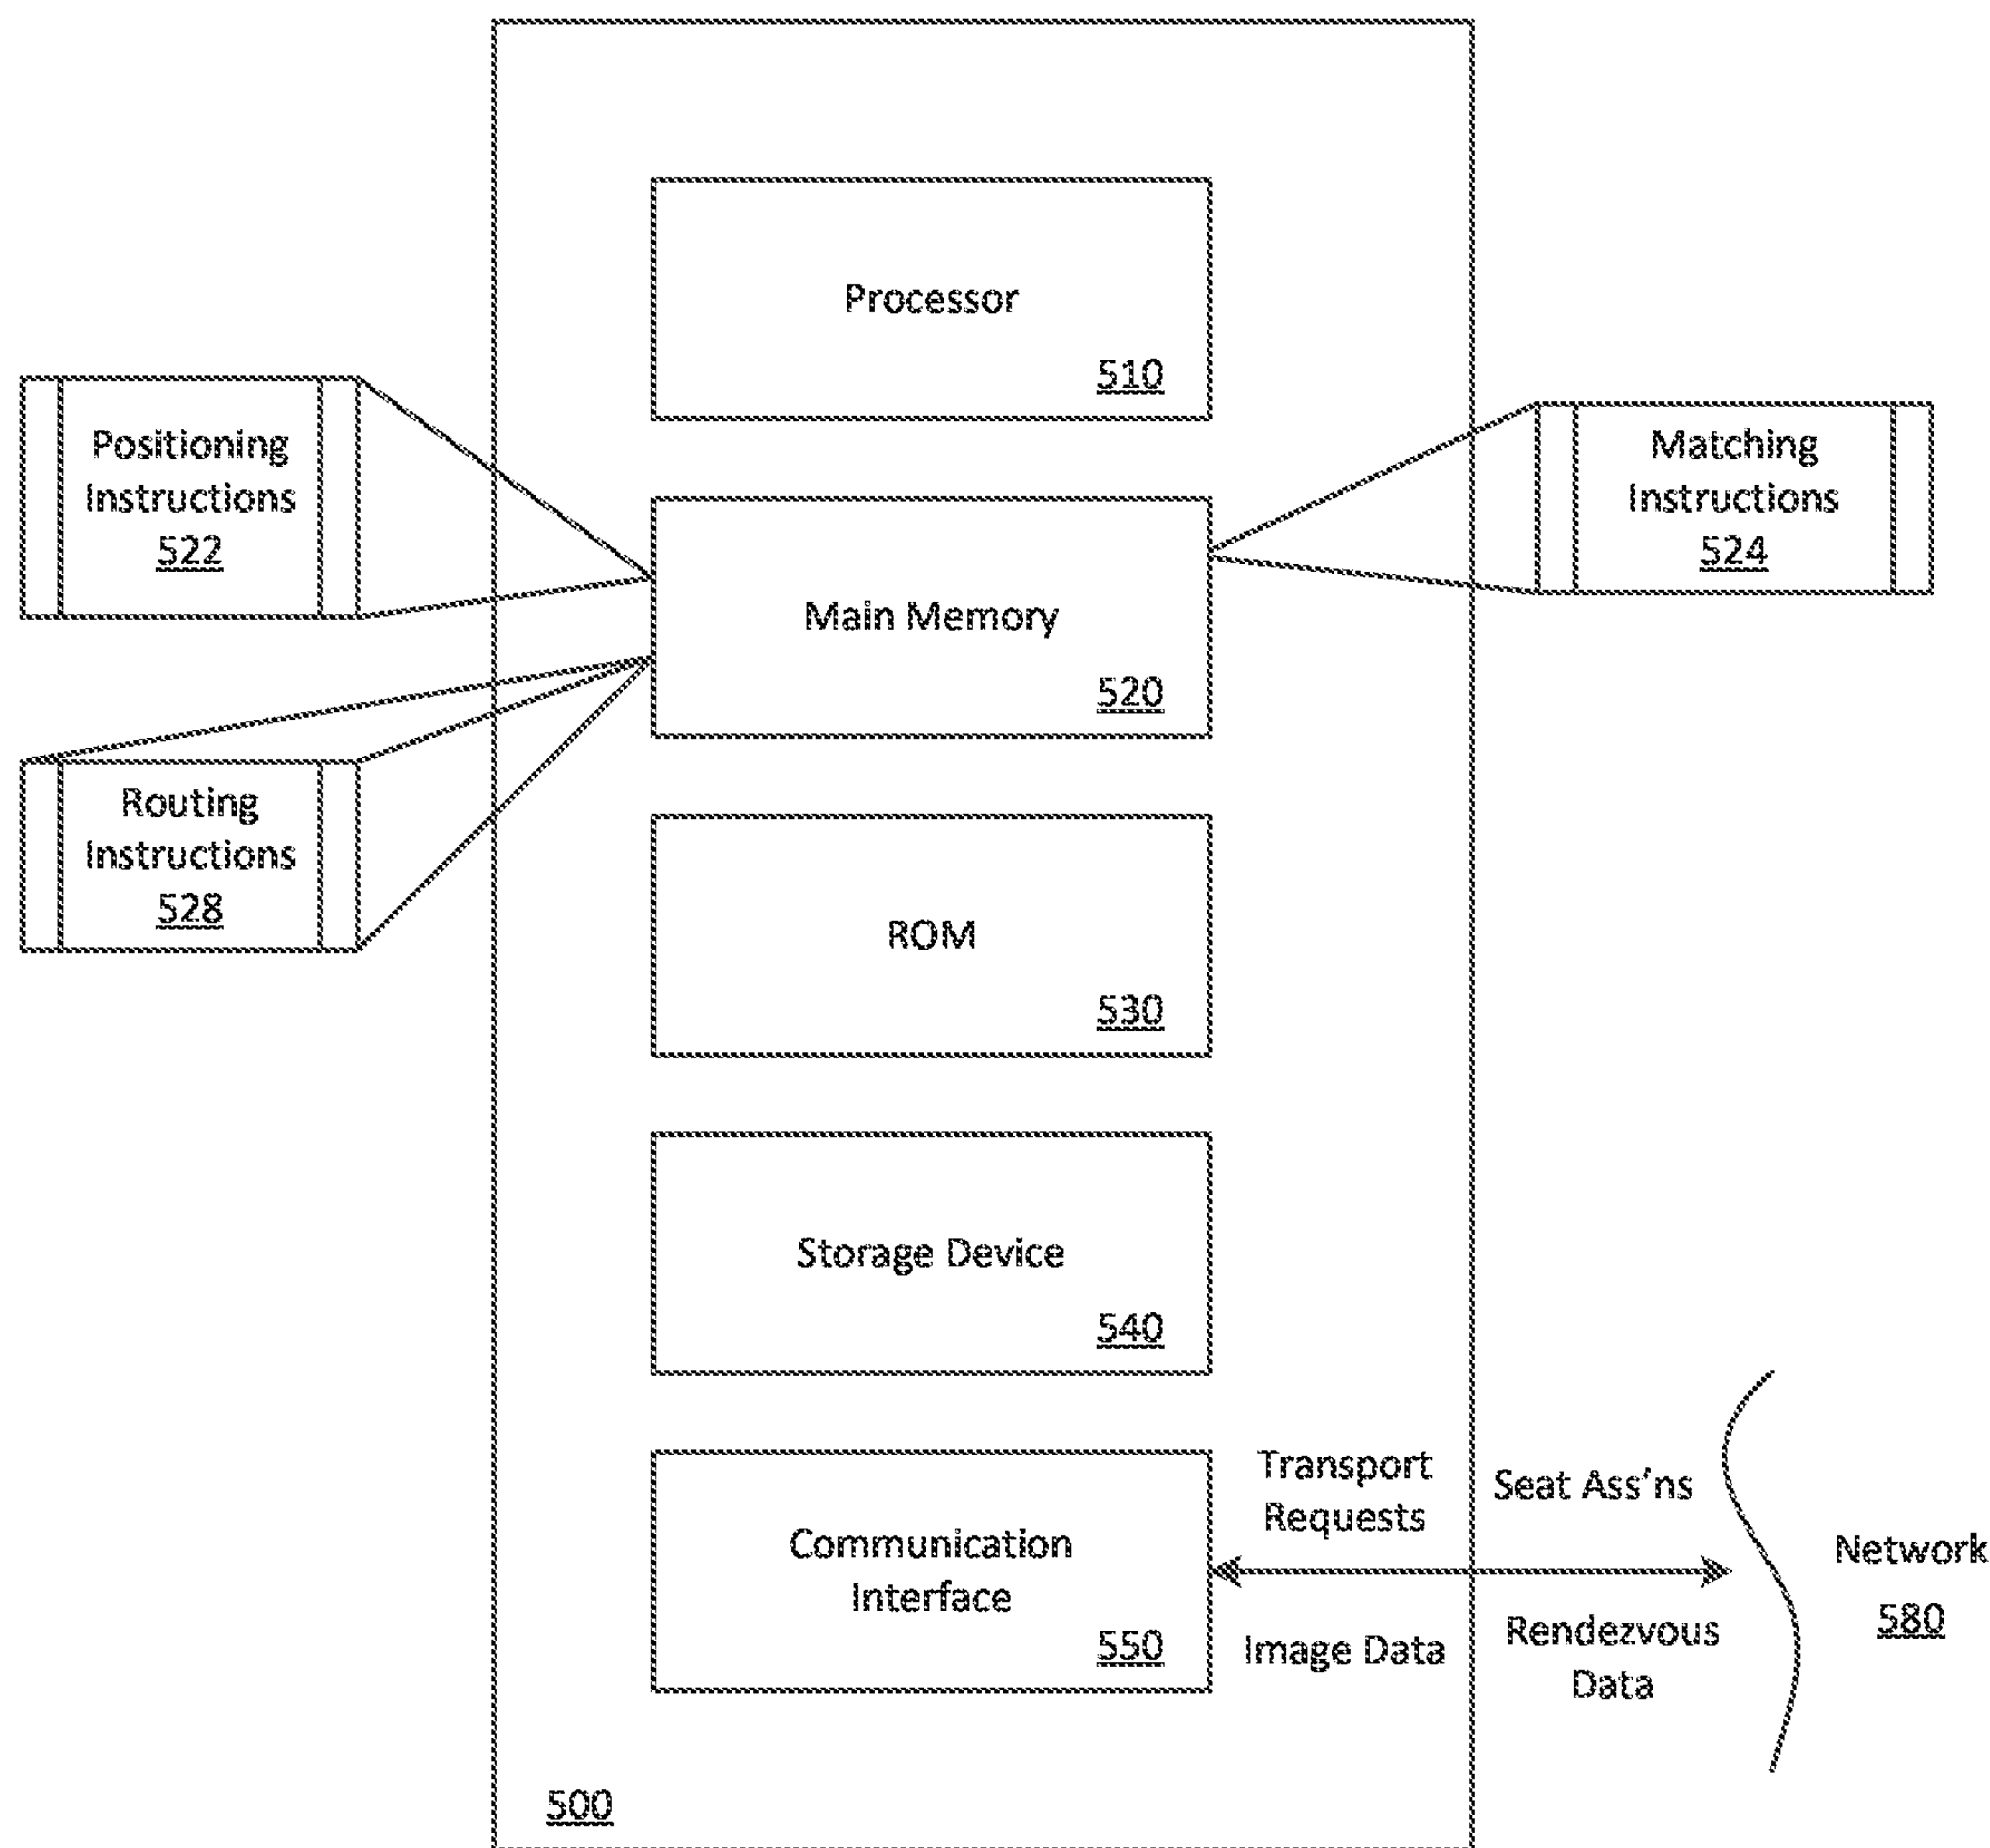 Processor
510
Positioning
Instructions
522
Matching
Instructions
524
Main Memory
520
Routing
Instructions
528
ROM
530
Storage Device
540
Communication
Interface
550
Transport
Requests
Seat Ass'ns
Image Data
Rendezvous
Data
Network
580
500